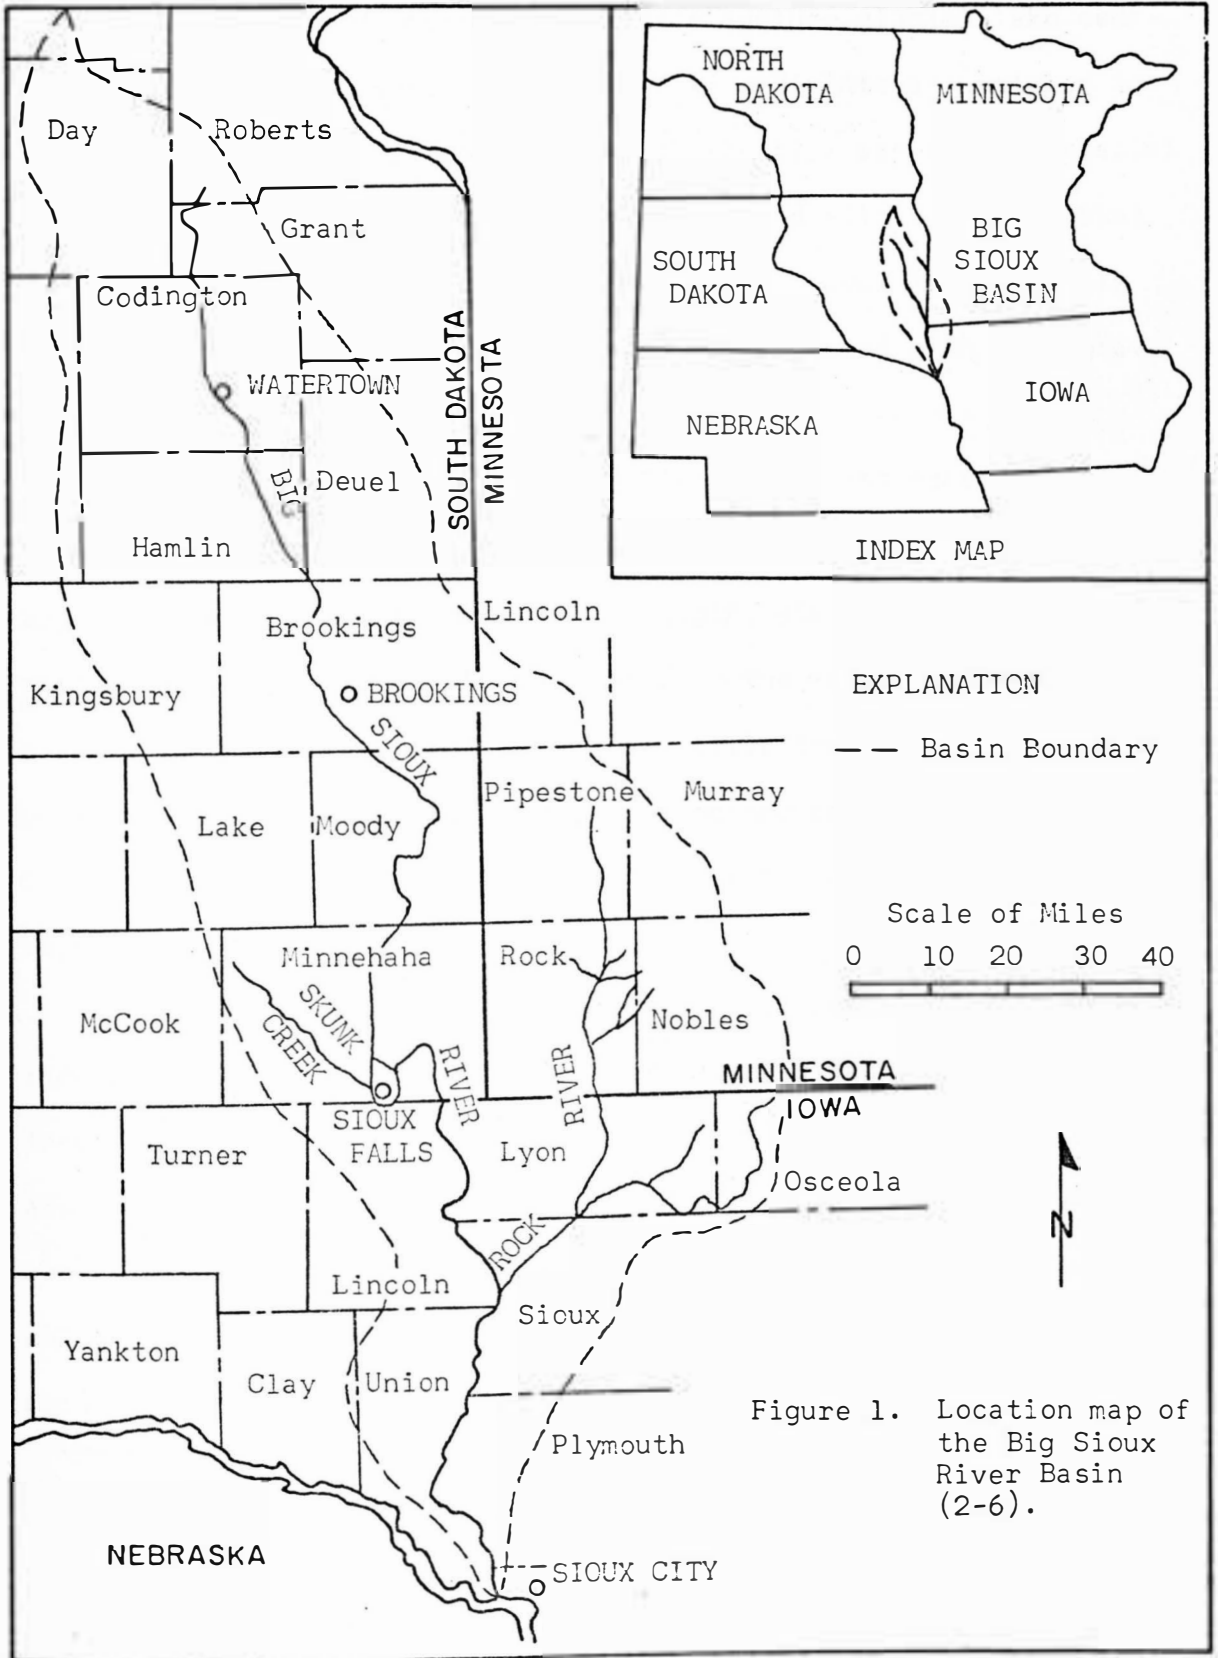 NORTH
DAKOTA
MINNESOTA
SOUTH
DAKOTA
BIG
SIOUX
BASIN
NEBRASKA
IOWA
INDEX MAP
Day
Roberts
Grant
Codington
WATERTOWN
SOUTH DAKOTA
MINNESOTA
BIG
Deuel
Hamlin
Brookings
Lincoln
Kingsbury
BROOKINGS
SIOUX
EXPLANATION
Basin Boundary
Lake
Moody
Pipestone
Murray
Scale of Miles
0 10 20 30 40
Minnehaha
Rock
McCook
SKUNK
CREEK
RIVER
RIVER
Nobles
MINNESOTA
IOWA
SIOUX
FALLS
Turner
Lyon
Osceola
N
ROCK
Lincoln
Sioux
Yankton
Clay
Union
Plymouth
NEBRASKA
SIOUX CITY
Figure 1. Location map of
the Big Sioux
River Basin
(2-6).